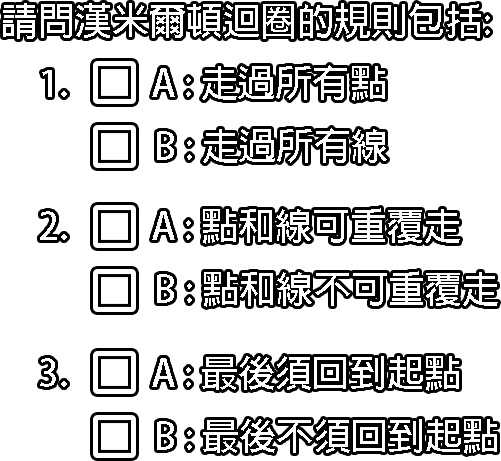 請問漢米爾頓迴圈的規則包括:
1. □ A:走過所有點
□ B:走過所有線
2. □ A:點和線可重覆走
□ B:點和線不可重覆走
3. □ A:最後須回到起點
□ B:最後不須回到起點